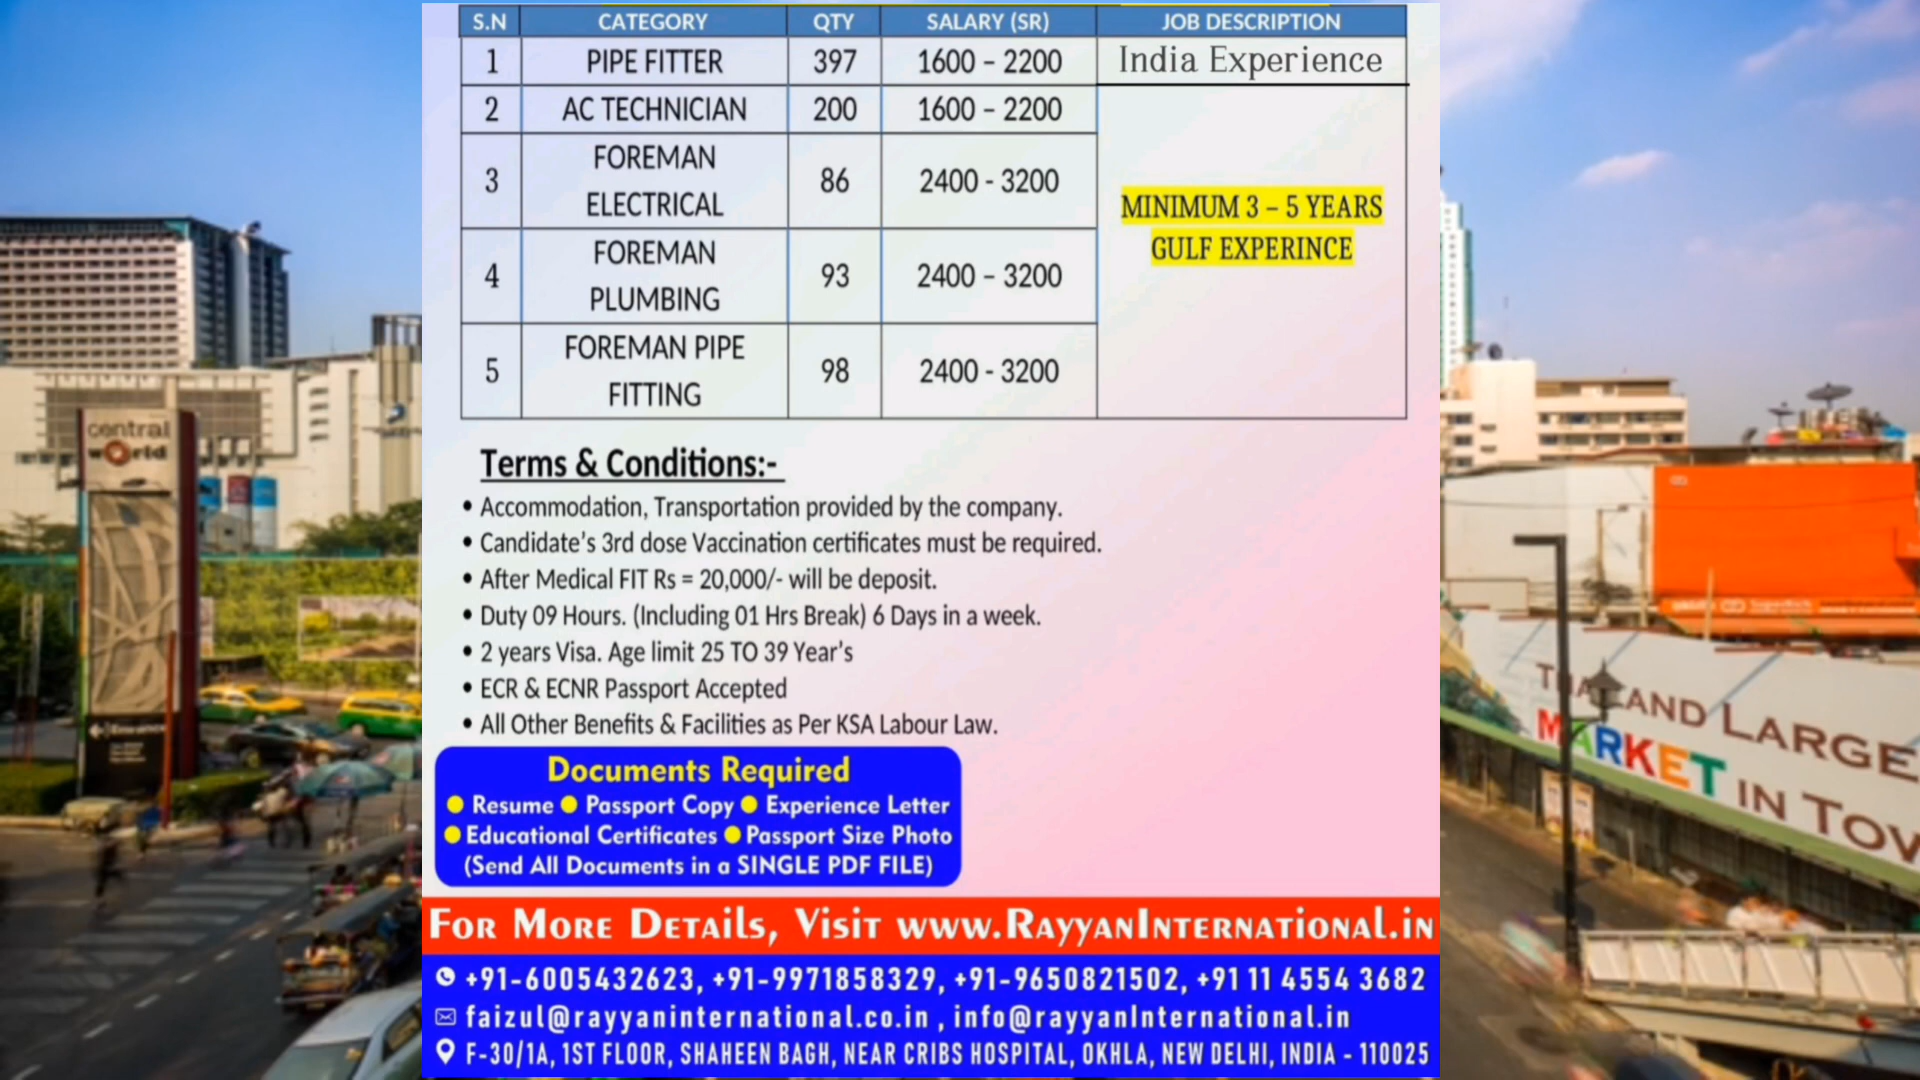 S.N CATEGORY QTY SALARY (SR) JOB DESCRIPTION
1 PIPE FITTER 397 1600 – 2200 India Experience
2 AC TECHNICIAN 200 1600 – 2200
3 FOREMAN ELECTRICAL 86 2400 - 3200
MINIMUM 3 – 5 YEARS
GULF EXPERINCE
4 FOREMAN PLUMBING 93 2400 – 3200
5 FOREMAN PIPE FITTING 98 2400 - 3200
Terms & Conditions:-
• Accommodation, Transportation provided by the company.
• Candidate’s 3rd dose Vaccination certificates must be required.
• After Medical FIT Rs = 20,000/- will be deposit.
• Duty 09 Hours. (Including 01 Hrs Break) 6 Days in a week.
• 2 years Visa. Age limit 25 TO 39 Year’s
• ECR & ECNR Passport Accepted
• All Other Benefits & Facilities as Per KSA Labour Law.
Documents Required
● Resume ● Passport Copy ● Experience Letter
● Educational Certificates ● Passport Size Photo
(Send All Documents in a SINGLE PDF FILE)
For More Details, Visit www.RayyanInternational.in
+91-6005432623, +91-9971858329, +91-9650821502, +91 11 4554 3682
faizul@rayyaninternational.co.in , info@rayyanInternational.in
F-30/1A, 1ST FLOOR, SHAHEEN BAGH, NEAR CRIBS HOSPITAL, OKHLA, NEW DELHI, INDIA - 110025
central
world
THAILAND LARGE
MARKET IN TOW